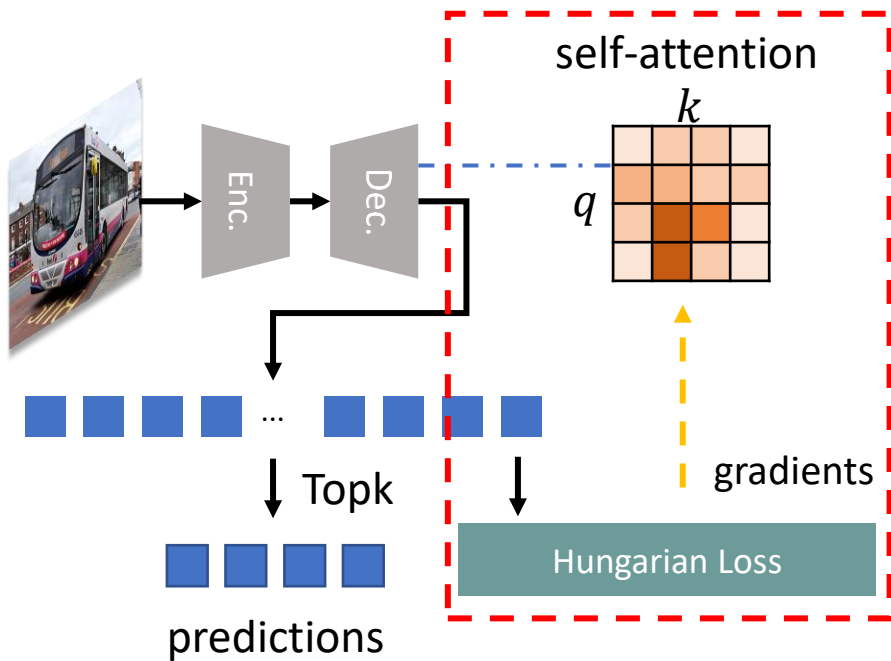 self-attention
k
q
Enc.
Dec.
...
Topk
gradients
Hungarian Loss
predictions